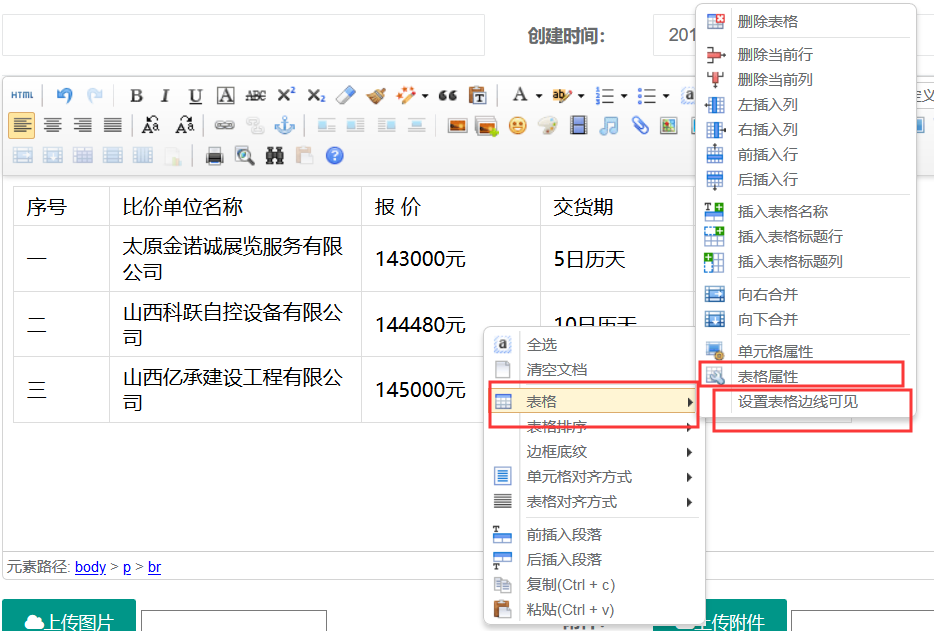 创建时间：
201
HTML
B I U A ABC X² X₂ T A ab a 定义
序号 比价单位名称 报 价 交货期
一 太原金诺诚展览服务有限公司 143000元 5日历天
二 山西科跃自控设备有限公司 144480元 10日历天
三 山西亿承建设工程有限公司 145000元
元素路径: body > p > br
上传图片
上传附件
全选
清空文档
表格
表格排序
边框底纹
单元格对齐方式
表格对齐方式
前插入段落
后插入段落
复制(Ctrl + c)
粘贴(Ctrl + v)
删除表格
删除当前行
删除当前列
左插入列
右插入列
前插入行
后插入行
插入表格名称
插入表格标题行
插入表格标题列
向右合并
向下合并
单元格属性
表格属性
设置表格边线可见